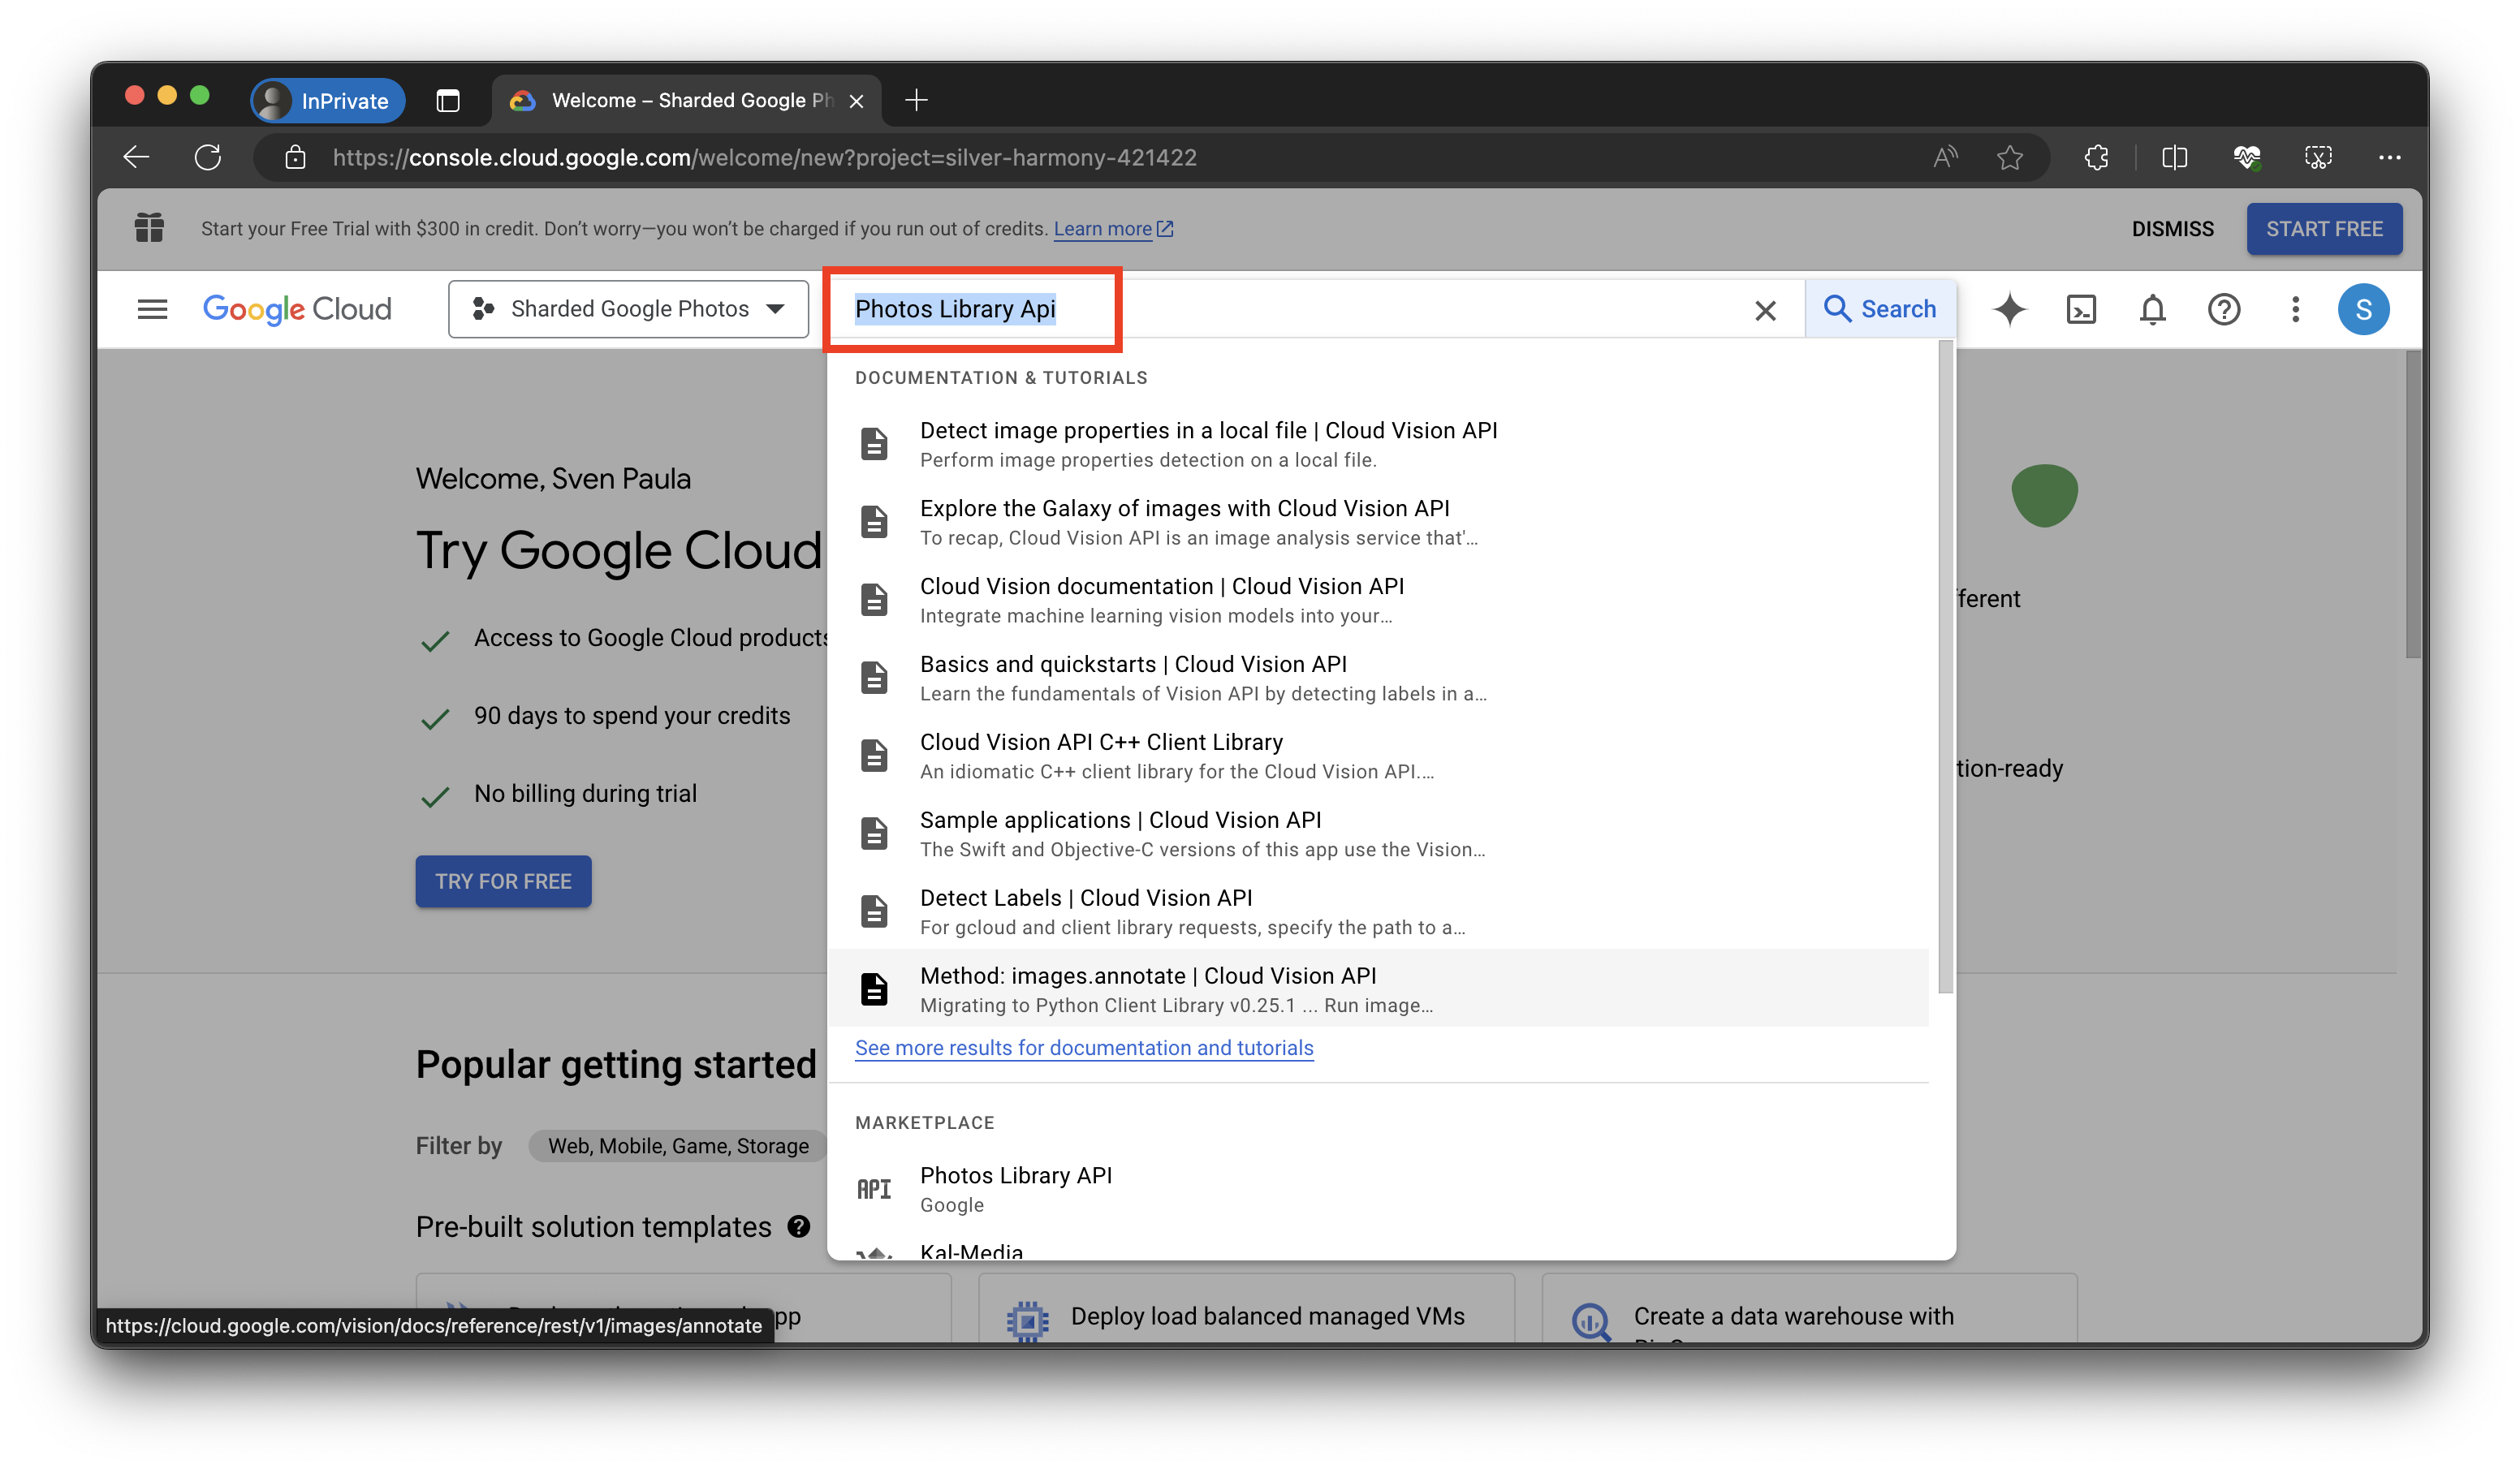 InPrivate
Welcome – Sharded Google Ph
https://console.cloud.google.com/welcome/new?project=silver-harmony-421422
Start your Free Trial with $300 in credit. Don’t worry—you won’t be charged if you run out of credits. Learn more
DISMISS
START FREE
Google Cloud
Sharded Google Photos
Photos Library Api
Search
S
Welcome, Sven Paula
Try Google Cloud
Access to Google Cloud products
90 days to spend your credits
No billing during trial
TRY FOR FREE
DOCUMENTATION & TUTORIALS
Detect image properties in a local file | Cloud Vision API
Perform image properties detection on a local file.
Explore the Galaxy of images with Cloud Vision API
To recap, Cloud Vision API is an image analysis service that'...
Cloud Vision documentation | Cloud Vision API
Integrate machine learning vision models into your...
Basics and quickstarts | Cloud Vision API
Learn the fundamentals of Vision API by detecting labels in a...
Cloud Vision API C++ Client Library
An idiomatic C++ client library for the Cloud Vision API....
Sample applications | Cloud Vision API
The Swift and Objective-C versions of this app use the Vision...
Detect Labels | Cloud Vision API
For gcloud and client library requests, specify the path to a...
Method: images.annotate | Cloud Vision API
Migrating to Python Client Library v0.25.1 ... Run image...
See more results for documentation and tutorials
MARKETPLACE
API
Photos Library API
Google
Kal-Media
fferent
tion-ready
Popular getting started
Filter by
Web, Mobile, Game, Storage
Pre-built solution templates
Deploy load balanced managed VMs
Create a data warehouse with
https://cloud.google.com/vision/docs/reference/rest/v1/images/annotate